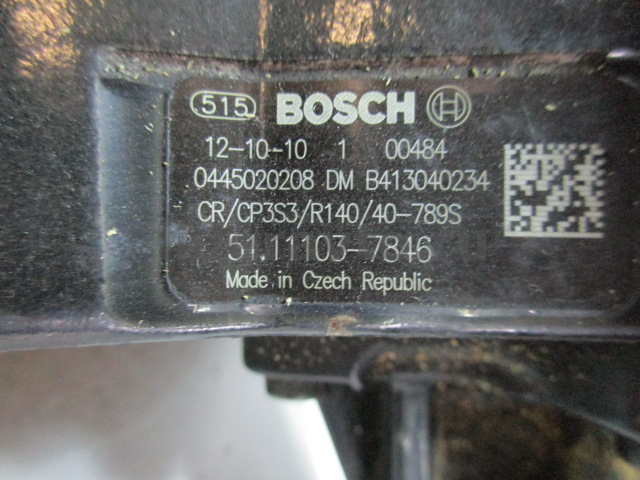 515 BOSCH
12-10-10 1 00484
0445020208 DM B413040234
CR/CP3S3/R140/40-789S
51.11103-7846
Made in Czech Republic